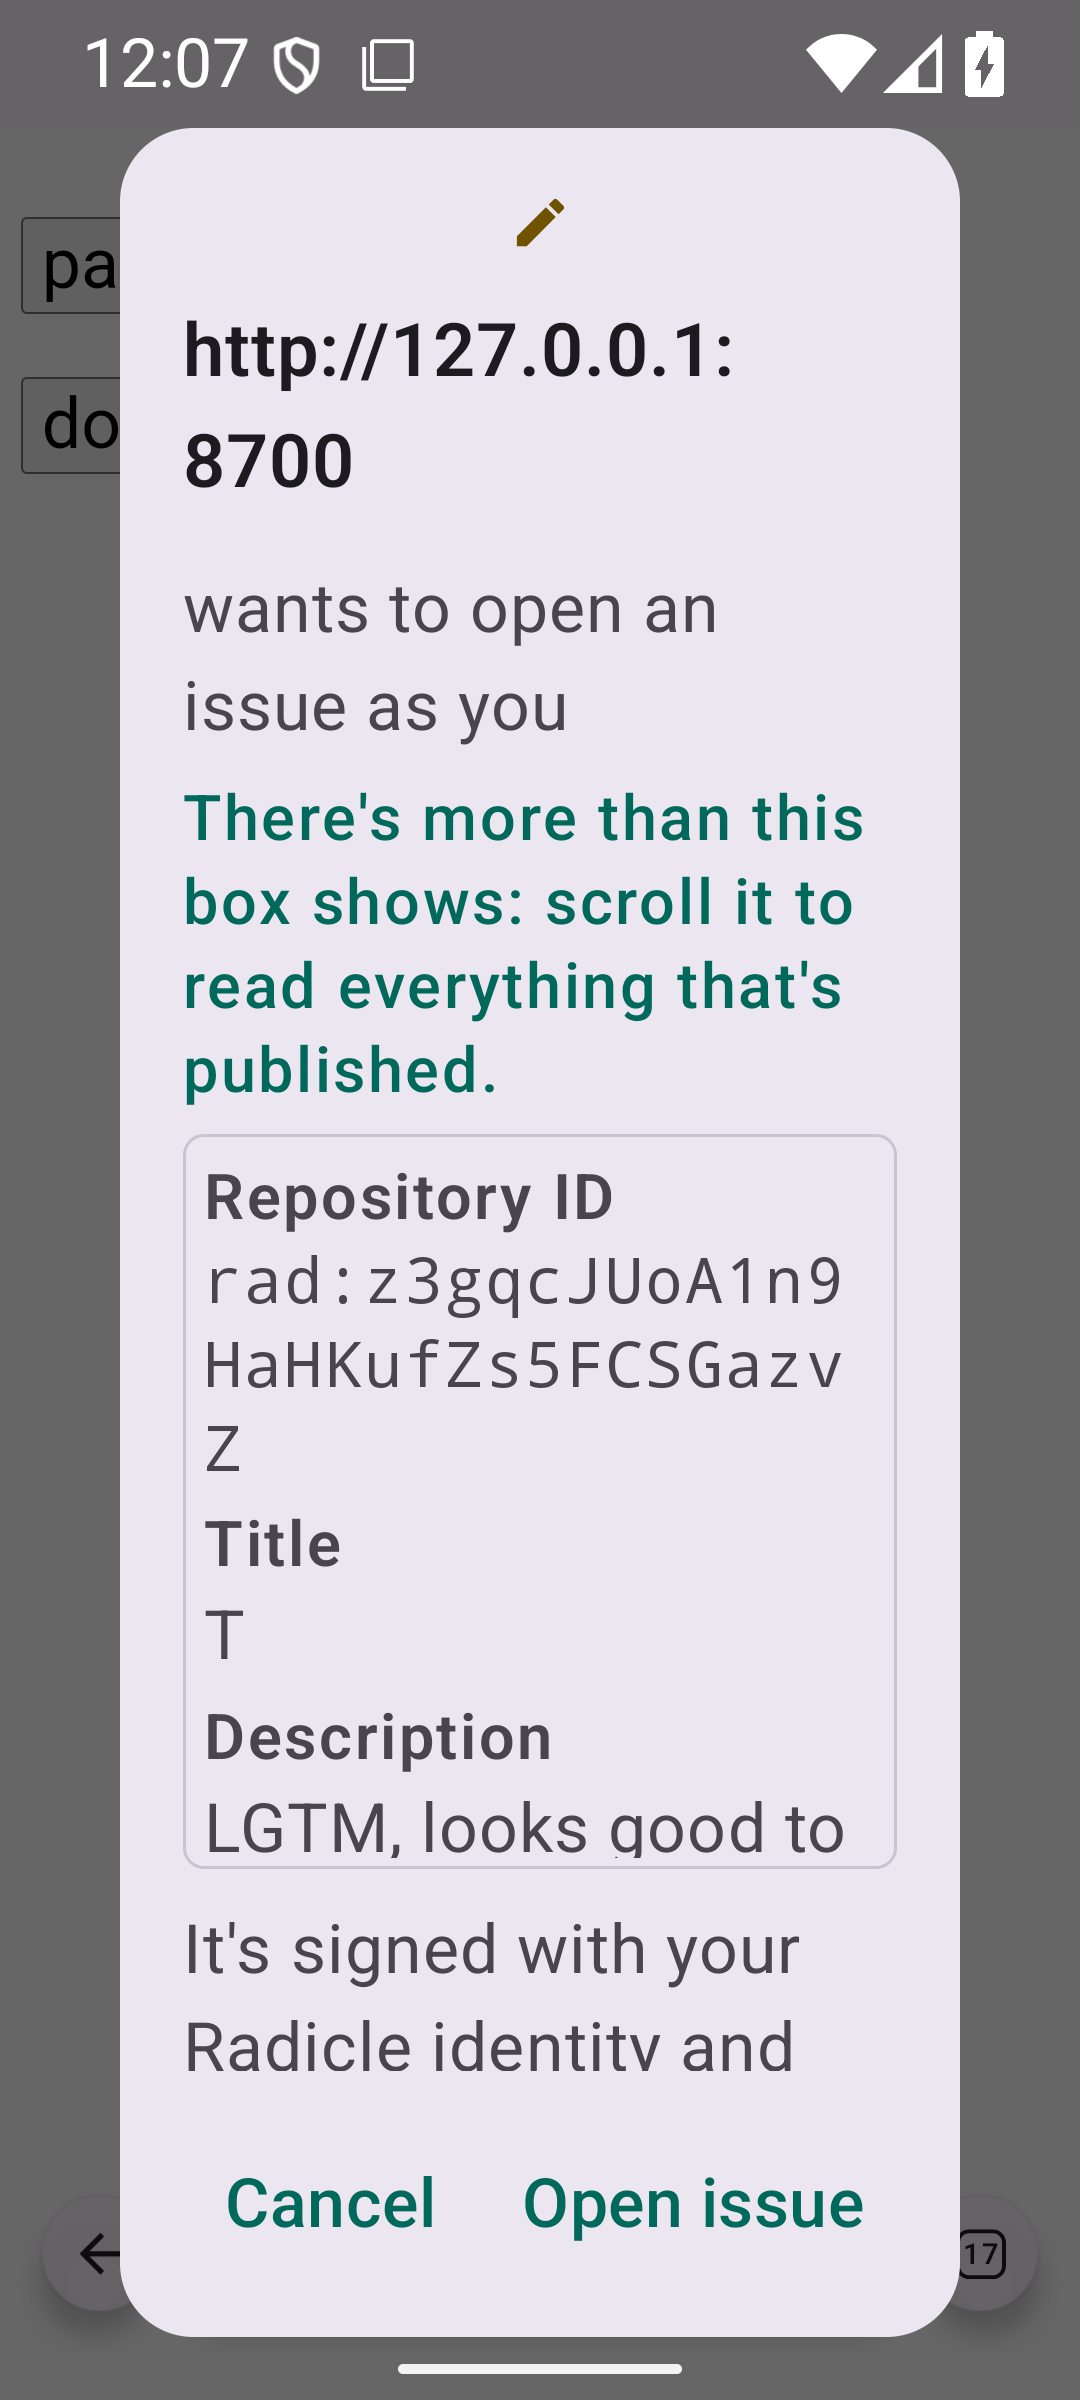 12:07
pa
do
http://127.0.0.1:
8700
wants to open an
issue as you
There's more than this
box shows: scroll it to
read everything that's
published.
Repository ID
rad:z3gqcJUoA1n9
HaHKufZs5FCSGazv
Z
Title
T
Description
LGTM, looks good to
It's signed with your
Radicle identity and
Cancel
Open issue
17